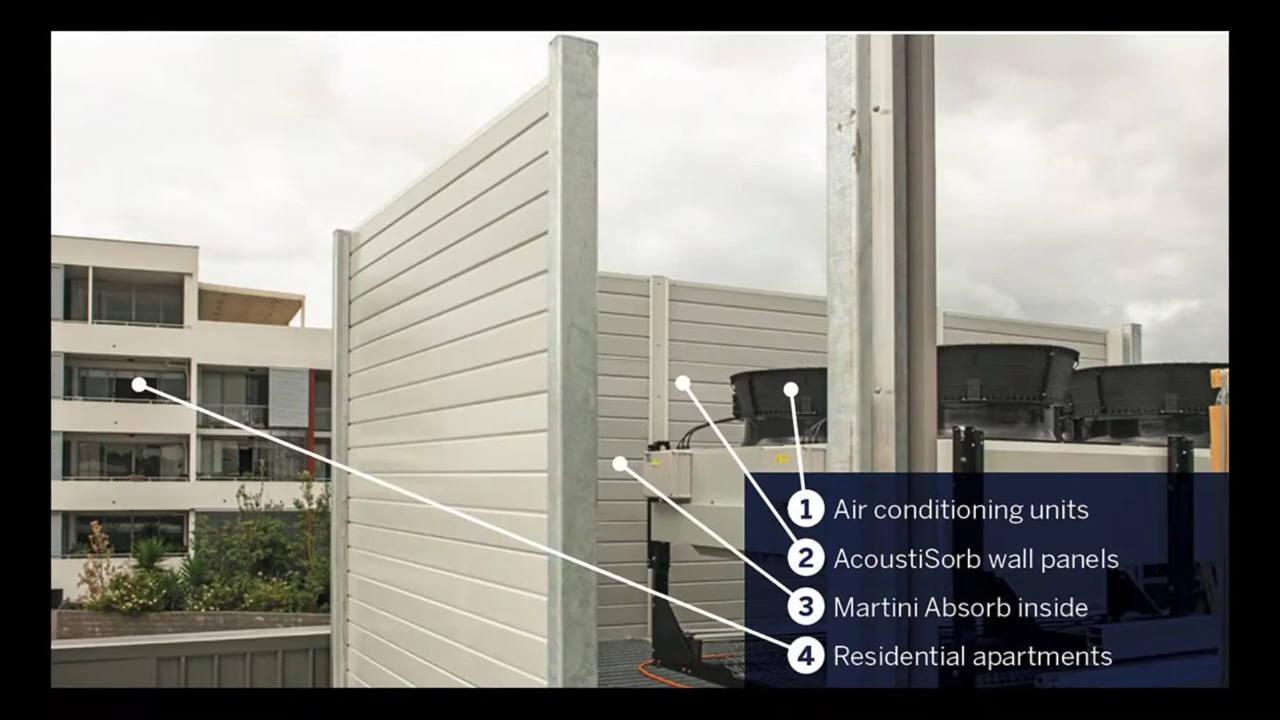 1 Air conditioning units
2 AcoustiSorb wall panels
3 Martini Absorb inside
4 Residential apartments